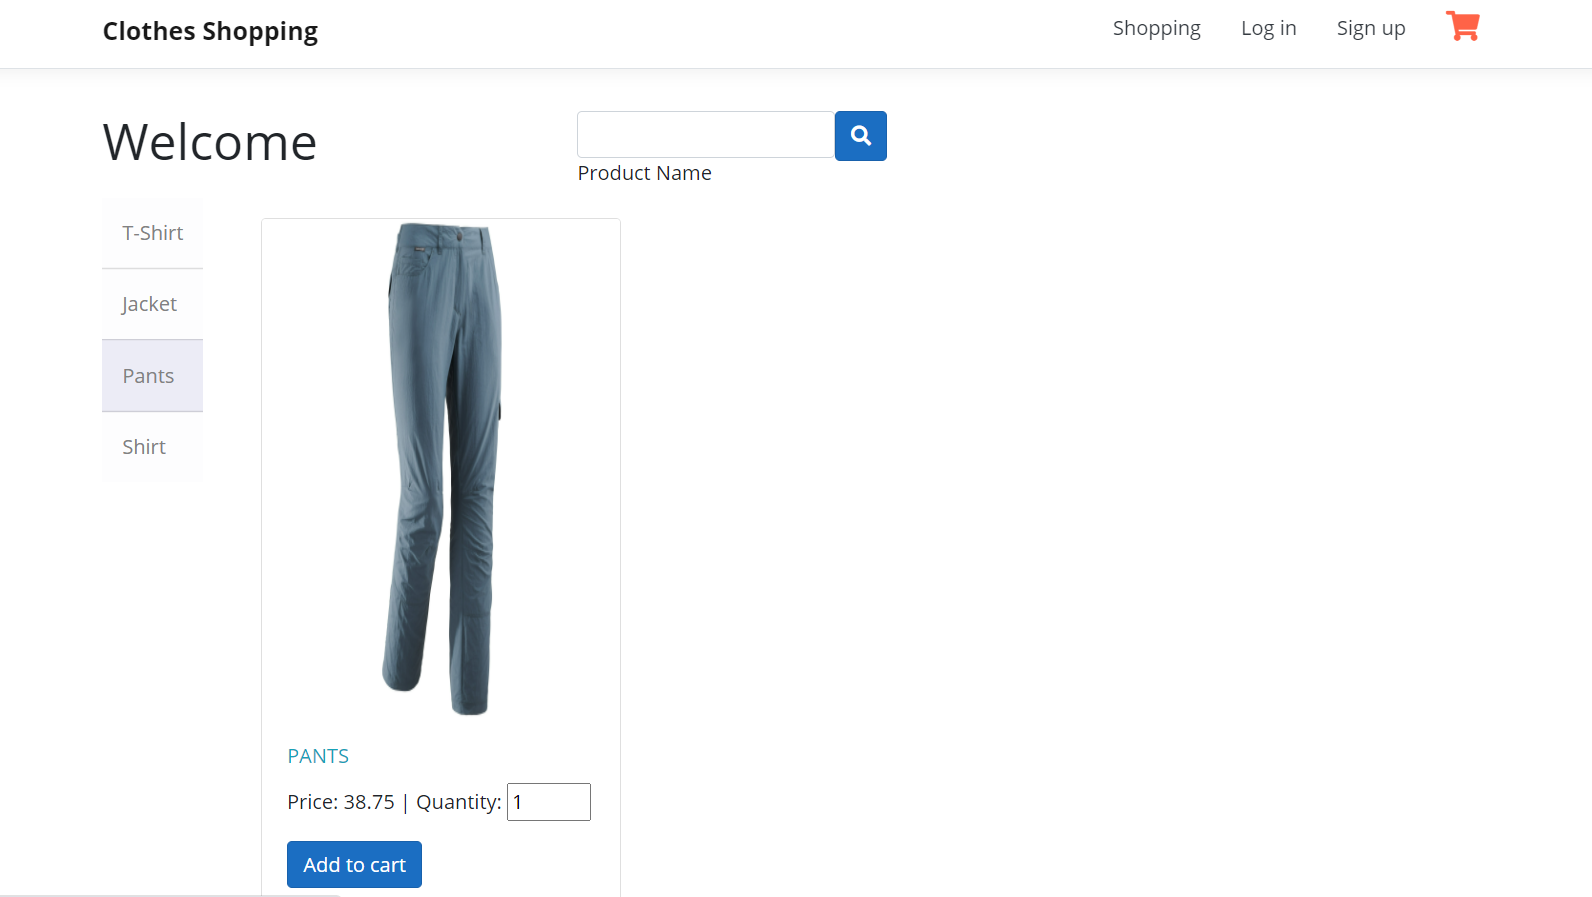 Clothes Shopping
Shopping
Log in
Sign up
Welcome
Product Name
T-Shirt
Jacket
Pants
Shirt
PANTS
Price: 38.75 | Quantity: 1
Add to cart